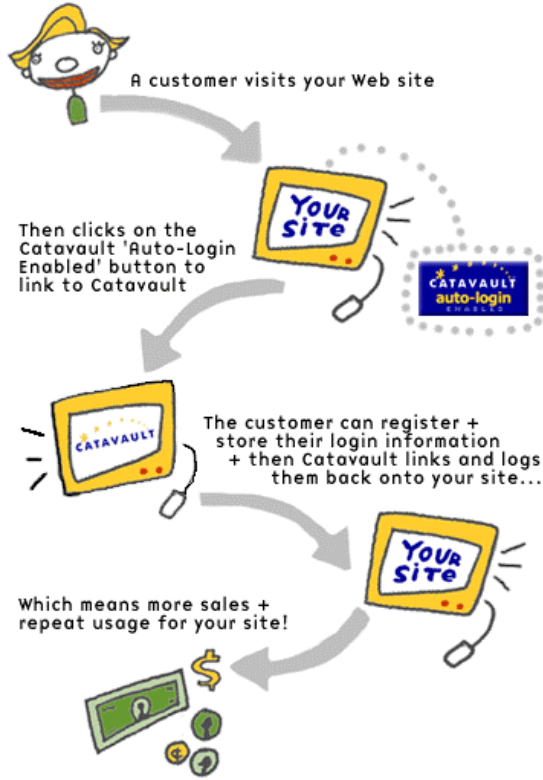 A customer visits your Web site
YOUR
SiTe
Then clicks on the
Catavault 'Auto-Login
Enabled' button to
link to Catavault
CATAVAULT
auto-login
ENABLED
CATAVAULT
The customer can register +
store their login information
+ then Catavault links and logs
them back onto your site...
YOUR
SiTe
Which means more sales +
repeat usage for your site!
$
¢